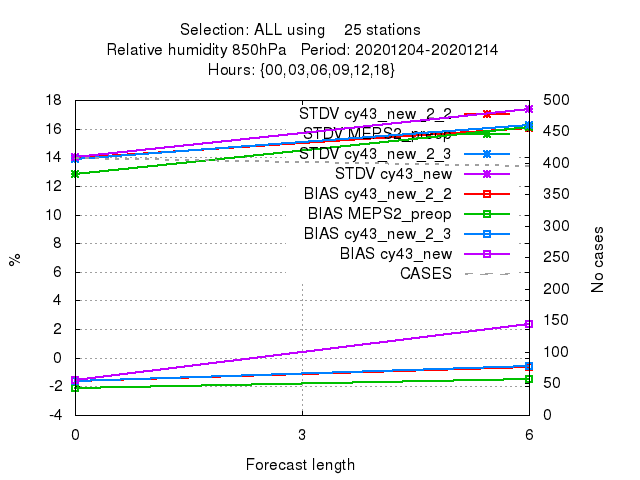 Selection: ALL using 25 stations
Relative humidity 850hPa Period: 20201204-20201214
Hours: {00,03,06,09,12,18}
18 500
16 450
14 400
12 350
10 300
8 250
6 200
4 150
2 100
0 50
-2 0
-4
STDV cy43_new_2_2
STDV MEPS2_preop
STDV cy43_new_2_3
STDV cy43_new
BIAS cy43_new_2_2
BIAS MEPS2_preop
BIAS cy43_new_2_3
BIAS cy43_new
CASES
%
No cases
0 3 6
Forecast length